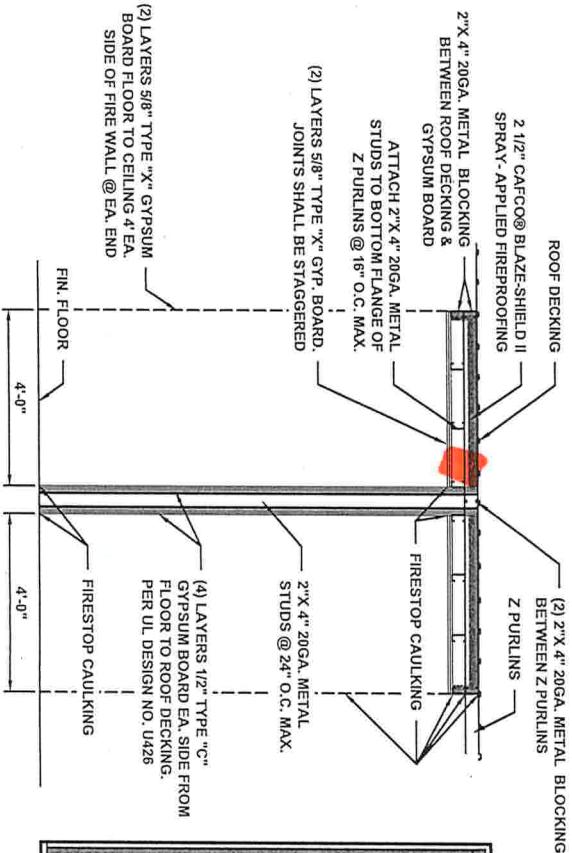 ROOF DECKING
2 1/2" CAFCO® BLAZE-SHIELD II
SPRAY- APPLIED FIREPROOFING
2"X 4" 20GA. METAL BLOCKING
BETWEEN ROOF DECKING &
GYPSUM BOARD
ATTACH 2"X 4" 20GA. METAL
STUDS TO BOTTOM FLANGE OF
Z PURLINS @ 16" O.C. MAX.
(2) LAYERS 5/8" TYPE "X" GYP. BOARD.
JOINTS SHALL BE STAGGERED
(2) LAYERS 5/8" TYPE "X" GYPSUM
BOARD FLOOR TO CEILING 4' EA.
SIDE OF FIRE WALL @ EA. END
FIN. FLOOR
4'-0"
(2) 2"X 4" 20GA. METAL BLOCKING
BETWEEN Z PURLINS
Z PURLINS
FIRESTOP CAULKING
2"X 4" 20GA. METAL
STUDS @ 24" O.C. MAX.
(4) LAYERS 1/2" TYPE "C"
GYPSUM BOARD EA. SIDE FROM
FLOOR TO ROOF DECKING.
PER UL DESIGN NO. U426
FIRESTOP CAULKING
4'-0"